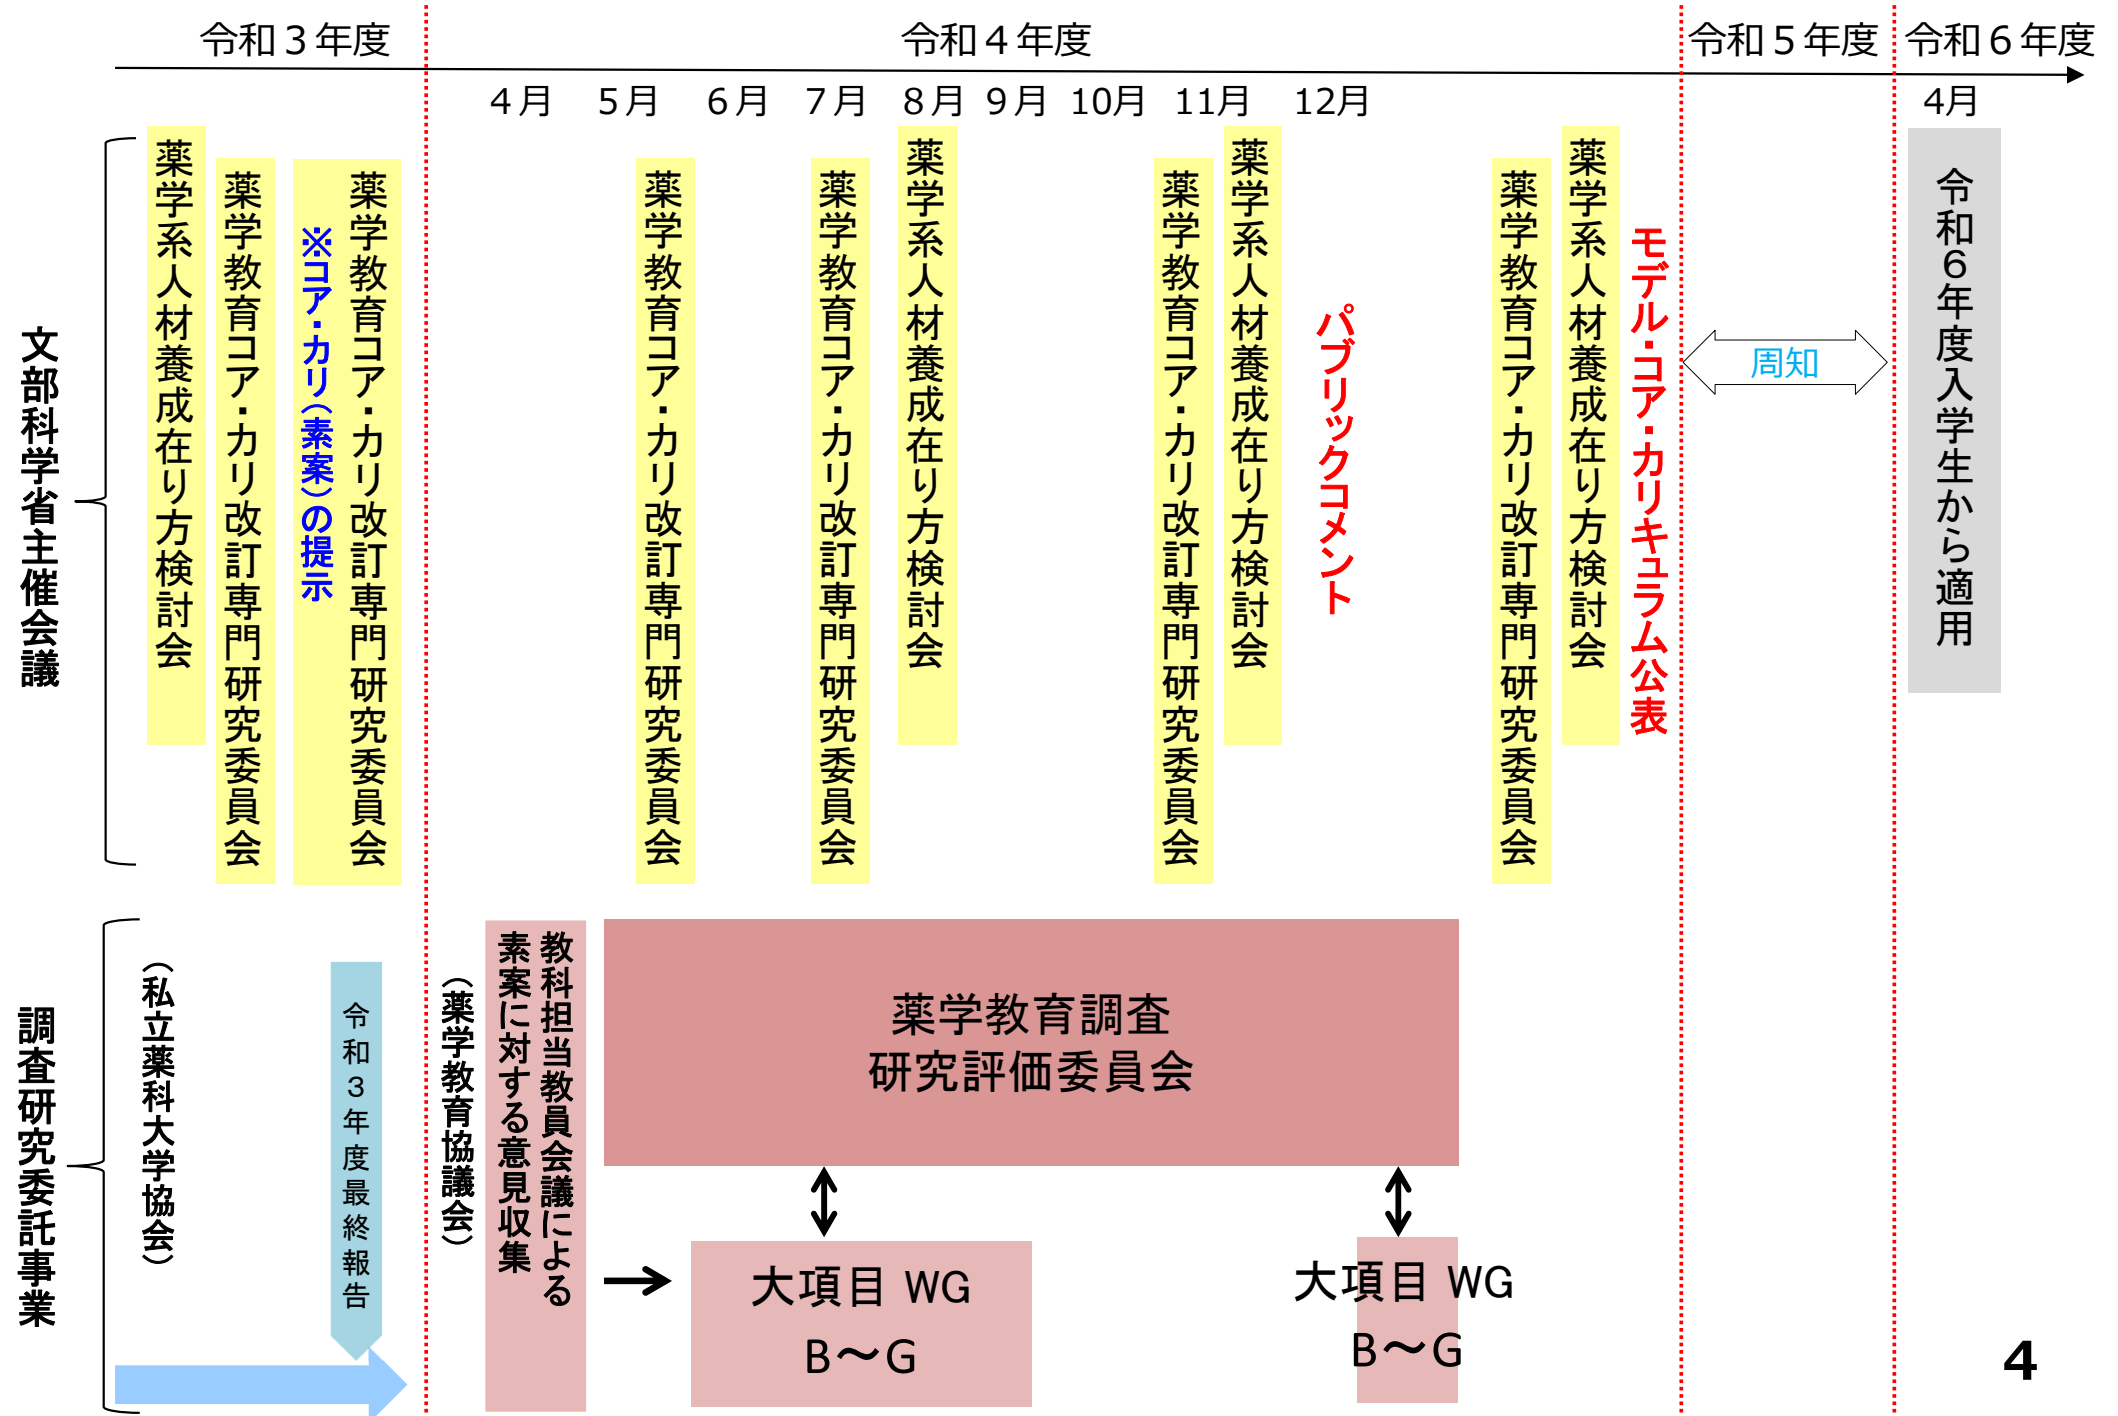 令和３年度
令和４年度
令和５年度
令和６年度
４月
５月
６月
７月
８月
９月
10月
11月
12月
4月
文部科学省主催会議
薬学系人材養成在り方検討会
薬学教育コア・カリ改訂専門研究委員会
薬学教育コア・カリ改訂専門研究委員会
※コア・カリ（素案）の提示
薬学教育コア・カリ改訂専門研究委員会
薬学教育コア・カリ改訂専門研究委員会
薬学系人材養成在り方検討会
薬学教育コア・カリ改訂専門研究委員会
薬学系人材養成在り方検討会
パブリックコメント
薬学教育コア・カリ改訂専門研究委員会
薬学系人材養成在り方検討会
モデル・コア・カリキュラム公表
周知
令和６年度入学生から適用
調査研究委託事業
（私立薬科大学協会）
令和３年度最終報告
（薬学教育協議会）
教科担当教員会議による
素案に対する意見収集
薬学教育調査
研究評価委員会
大項目 WG
B～G
大項目 WG
B～G
4